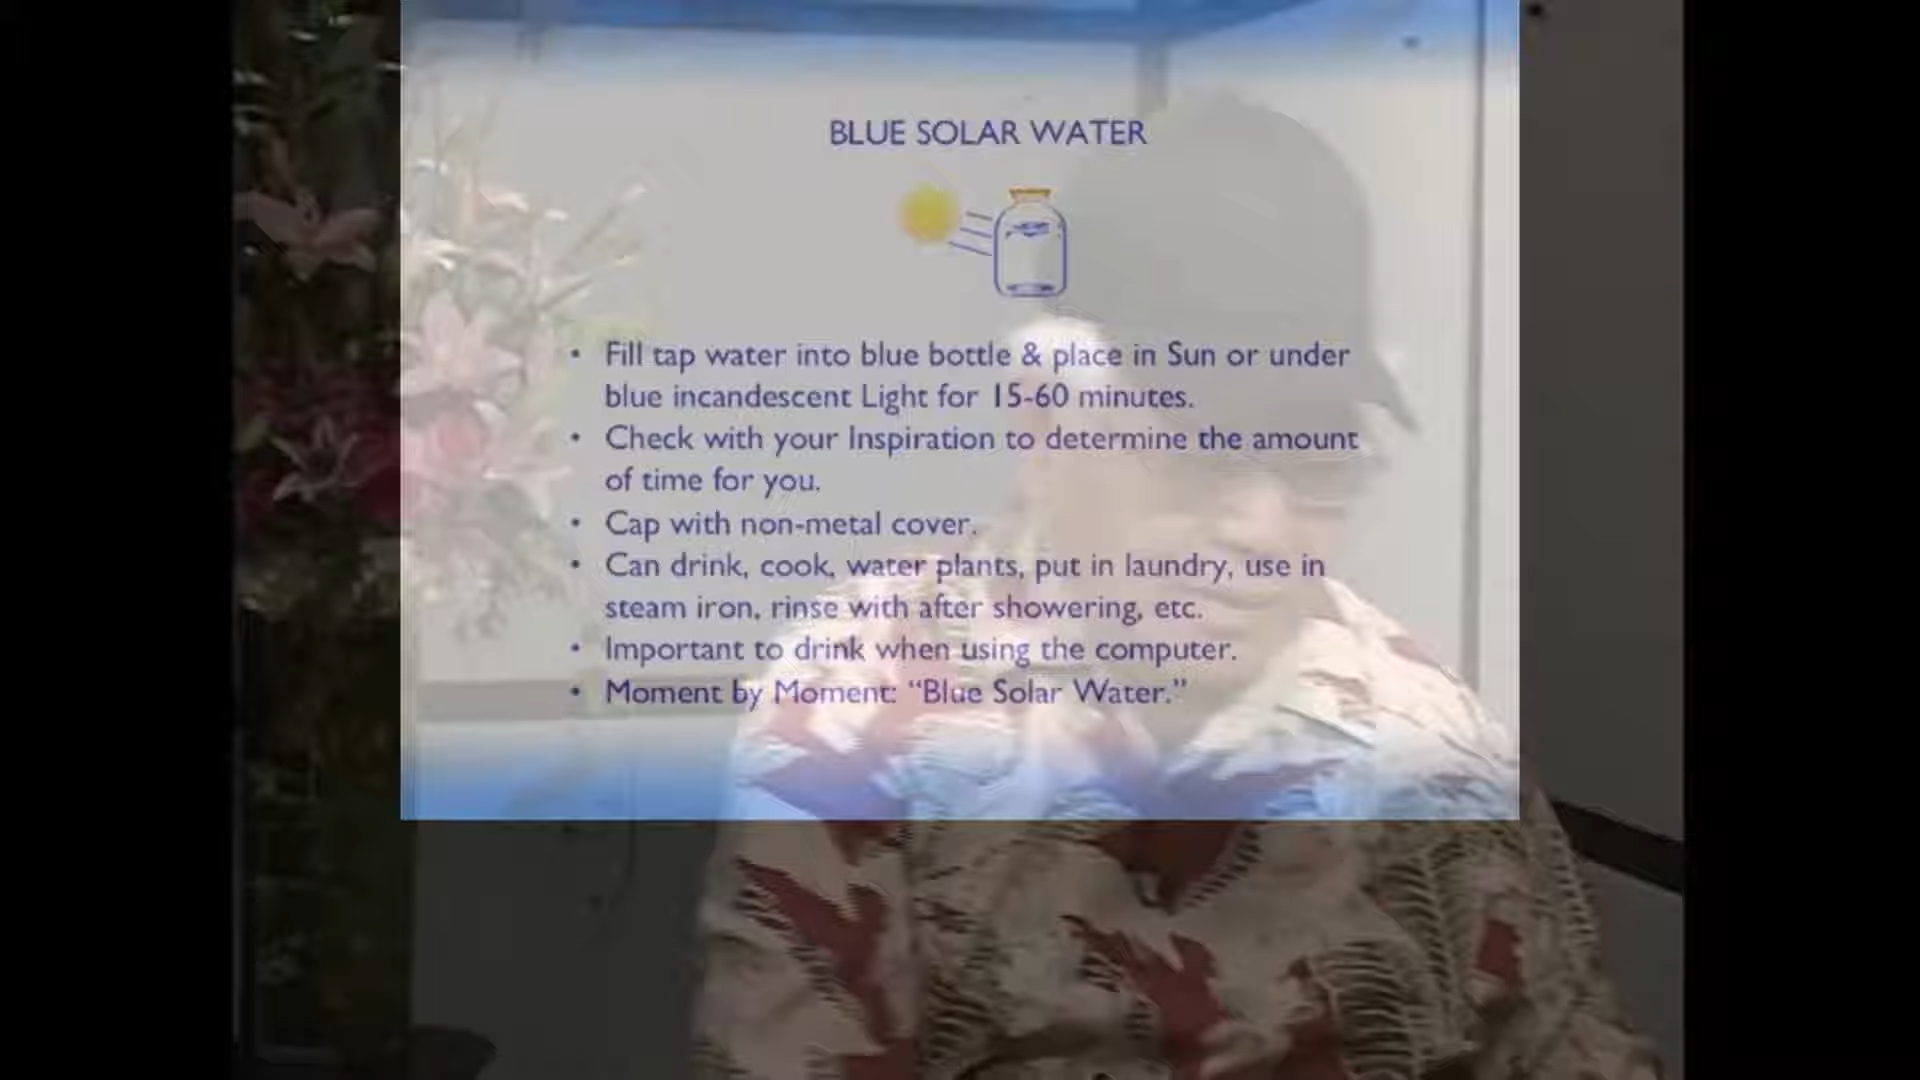 BLUE SOLAR WATER
• Fill tap water into blue bottle & place in Sun or under
blue incandescent Light for 15-60 minutes.
• Check with your Inspiration to determine the amount
of time for you.
• Cap with non-metal cover.
• Can drink, cook, water plants, put in laundry, use in
steam iron, rinse with after showering, etc.
• Important to drink when using the computer.
• Moment by Moment: “Blue Solar Water.”